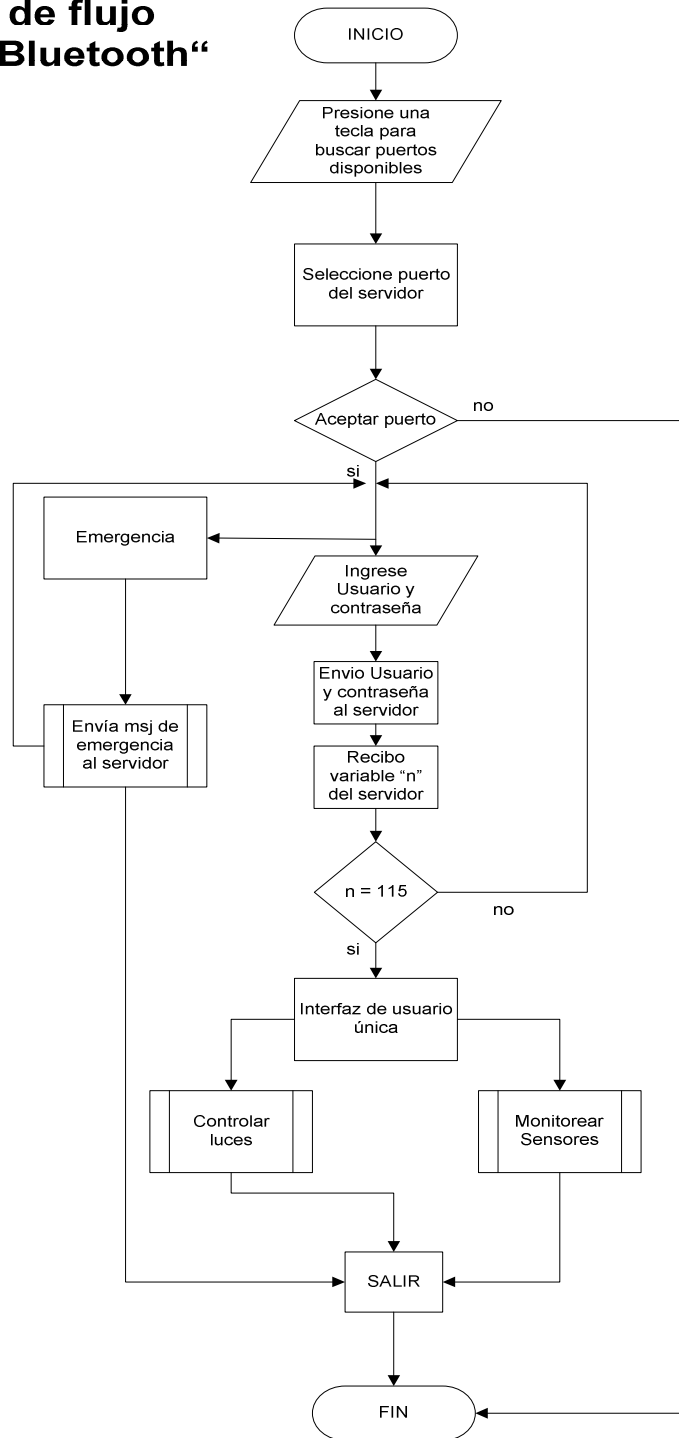 de flujo
Bluetooth“
INICIO
Presione una
tecla para
buscar puertos
disponibles
Seleccione puerto
del servidor
Aceptar puerto
no
si
Emergencia
Ingrese
Usuario y
contraseña
Envio Usuario
y contraseña
al servidor
Envía msj de
emergencia
al servidor
Recibo
variable “n”
del servidor
n = 115
no
si
Interfaz de usuario
única
Controlar
luces
Monitorear
Sensores
SALIR
FIN